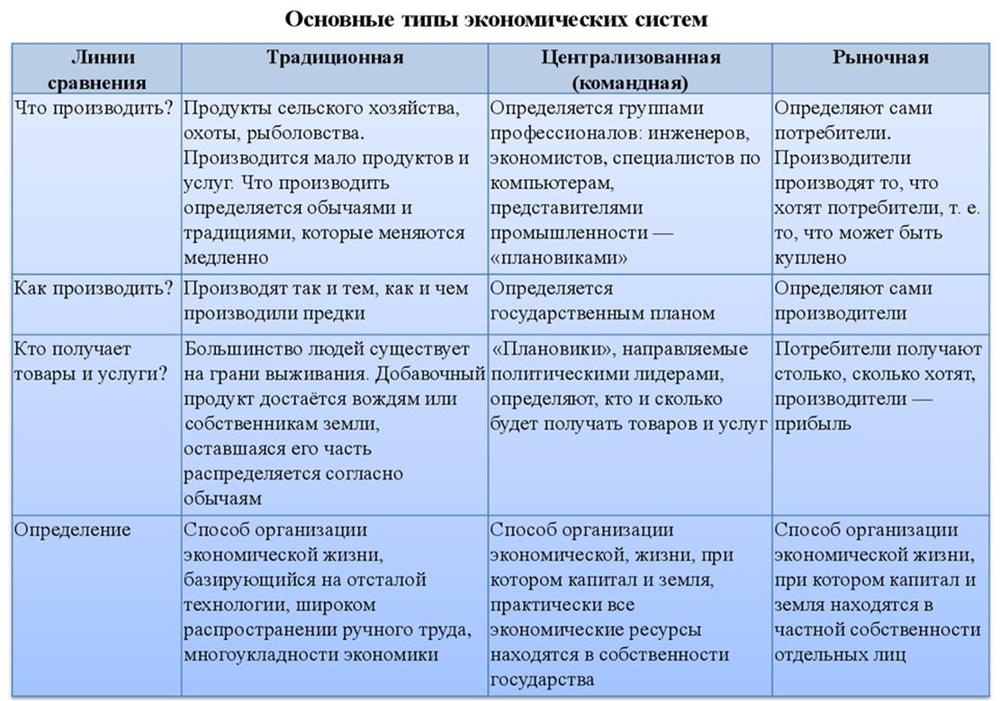 Основные типы экономических систем
Линии
сравнения
Традиционная
Централизованная
(командная)
Рыночная
Что производить?
Продукты сельского хозяйства,
охоты, рыболовства.
Производится мало продуктов и
услуг. Что производить
определяется обычаями и
традициями, которые меняются
медленно
Определяется группами
профессионалов: инженеров,
экономистов, специалистов по
компьютерам,
представителями
промышленности —
«плановиками»
Определяют сами
потребители.
Производители
производят то, что
хотят потребители, т. е.
то, что может быть
куплено
Как производить?
Производят так и тем, как и чем
производили предки
Определяется
государственным планом
Определяют сами
производители
Кто получает
товары и услуги?
Большинство людей существует
на грани выживания. Добавочный
продукт достаётся вождям или
собственникам земли,
оставшаяся его часть
распределяется согласно
обычаям
«Плановики», направляемые
политическими лидерами,
определяют, кто и сколько
будет получать товаров и услуг
Потребители получают
столько, сколько хотят,
производители —
прибыль
Определение
Способ организации
экономической жизни,
базирующийся на отсталой
технологии, широком
распространении ручного труда,
многоукладности экономики
Способ организации
экономической, жизни, при
котором капитал и земля,
практически все
экономические ресурсы
находятся в собственности
государства
Способ организации
экономической жизни,
при котором капитал и
земля находятся в
частной собственности
отдельных лиц